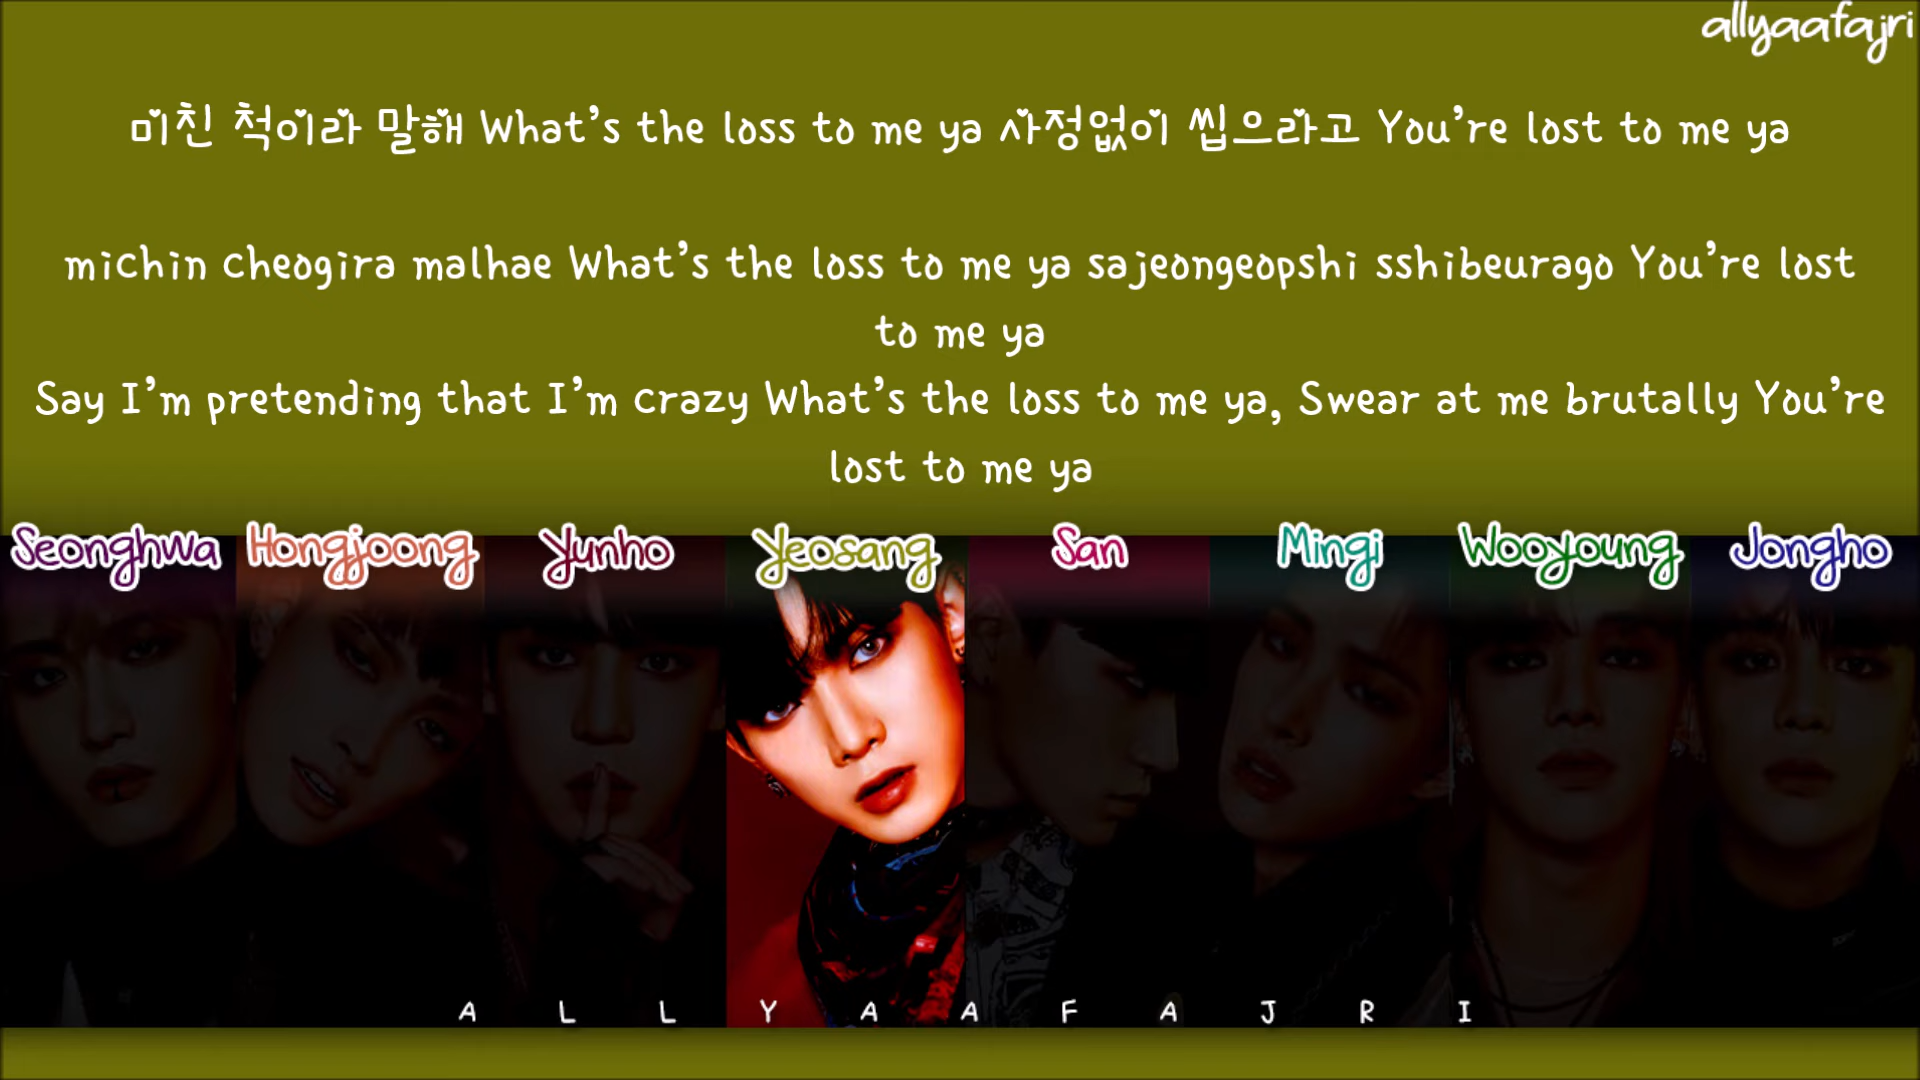 allyaafajri
미친 척이라 말해 What's the loss to me ya 사정없이 씹으라고 You're lost to me ya
michin cheogira malhae What's the loss to me ya sajeongeopshi sshibeurago You're lost
to me ya
Say I'm pretending that I'm crazy What's the loss to me ya, Swear at me brutally You're
lost to me ya
Seonghwa Hongjoong Yunho Yeosang San Mingi Wooyoung Jongho
A L L Y A A F A J R I